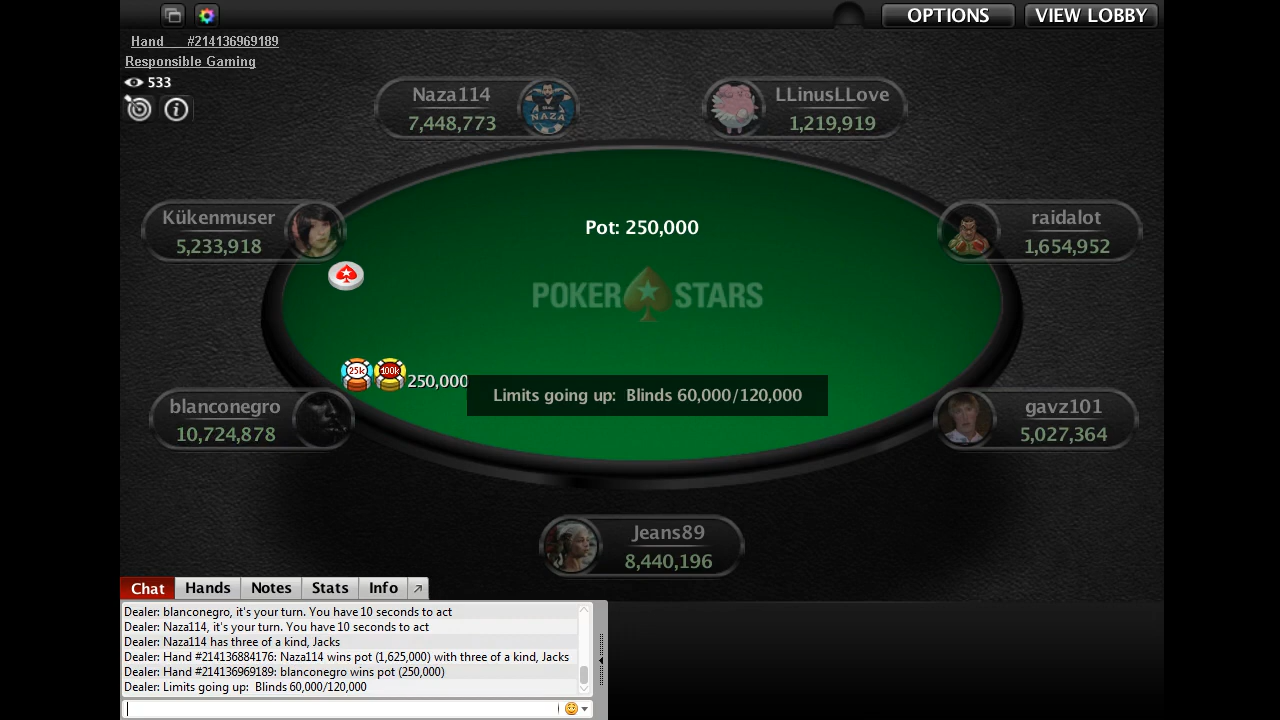 OPTIONS
VIEW LOBBY
Hand #214136969189
Responsible Gaming
533
Naza114
7,448,773
NAZA
LLinusLLove
1,219,919
Kükenmuser
5,233,918
raidalot
1,654,952
Pot: 250,000
POKER STARS
25k
100k
250,000
Limits going up:  Blinds 60,000/120,000
blanconegro
10,724,878
gavz101
5,027,364
Jeans89
8,440,196
Chat
Hands
Notes
Stats
Info
Dealer: blanconegro, it's your turn. You have 10 seconds to act
Dealer: Naza114, it's your turn. You have 10 seconds to act
Dealer: Naza114 has three of a kind, Jacks
Dealer: Hand #214136884176: Naza114 wins pot (1,625,000) with three of a kind, Jacks
Dealer: Hand #214136969189: blanconegro wins pot (250,000)
Dealer: Limits going up:  Blinds 60,000/120,000